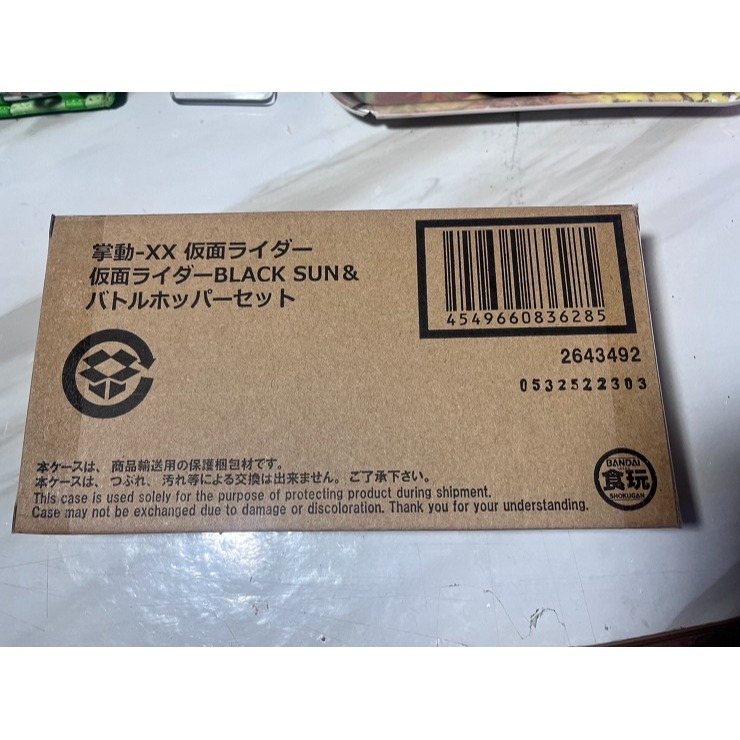 掌動-XX 仮面ライダー
仮面ライダーBLACK SUN＆
バトルホッパーセット
4549660836285
2643492
0532522303
本ケースは、商品輸送用の保護梱包材です。
本ケースは、つぶれ、汚れ等による交換は出来ません。ご了承下さい。
This case is used solely for the purpose of protecting product during shipment.
Case may not be exchanged due to damage or discoloration. Thank you for your understanding.
BANDAI
食玩
SHOKUGAN